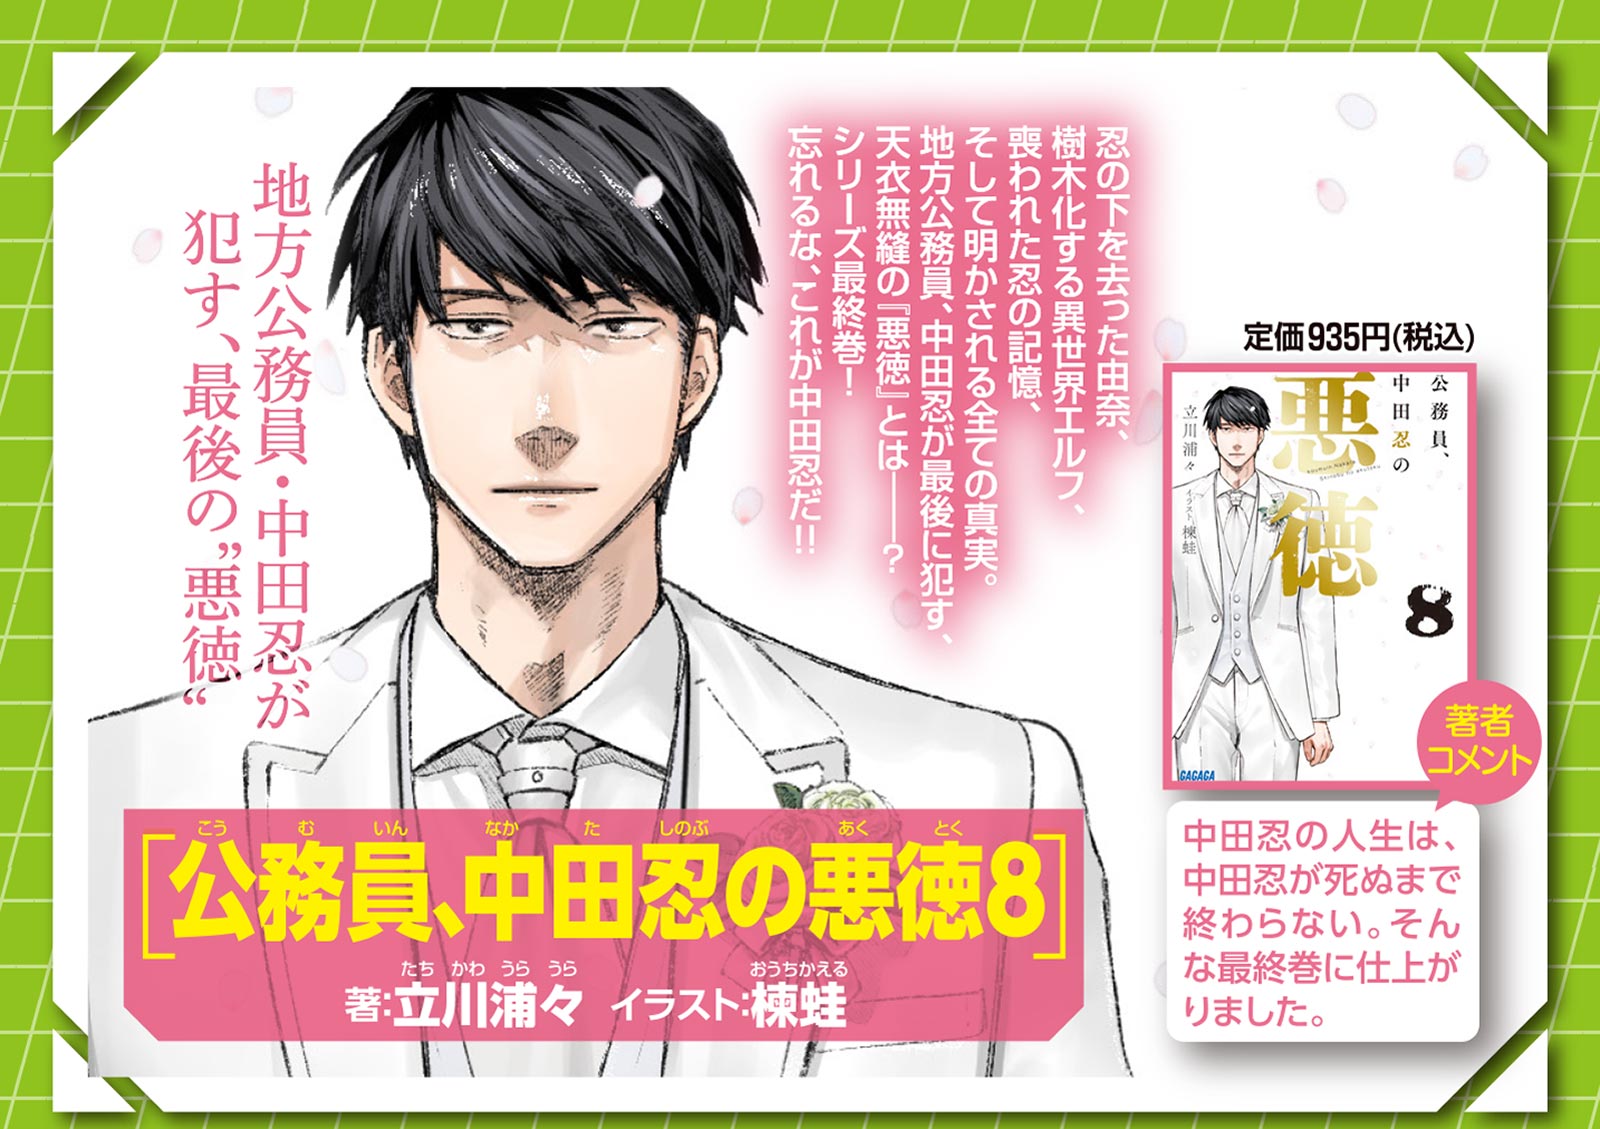 地方公務員・中田忍が
犯す、最後の〝悪徳〟
忍の下を去った由奈、
樹木化する異世界エルフ、
喪われた忍の記憶、
そして明かされる全ての真実。
地方公務員、中田忍が最後に犯す、
天衣無縫の『悪徳』とは――？
シリーズ最終巻！
忘れるな、これが中田忍だ!!
定価935円(税込)
公務員、
中田忍の
悪徳
Koumuin, Nakata
Shinobu no akutoku
8
立川浦々
イラスト 楝蛙
GAGAGA
著者
コメント
中田忍の人生は、
中田忍が死ぬまで
終わらない。そん
な最終巻に仕上が
りました。
こう む いん なか た しのぶ あく とく
[公務員、中田忍の悪徳8]
たち かわ うら うら おうちかえる
著:立川浦々 イラスト:楝蛙